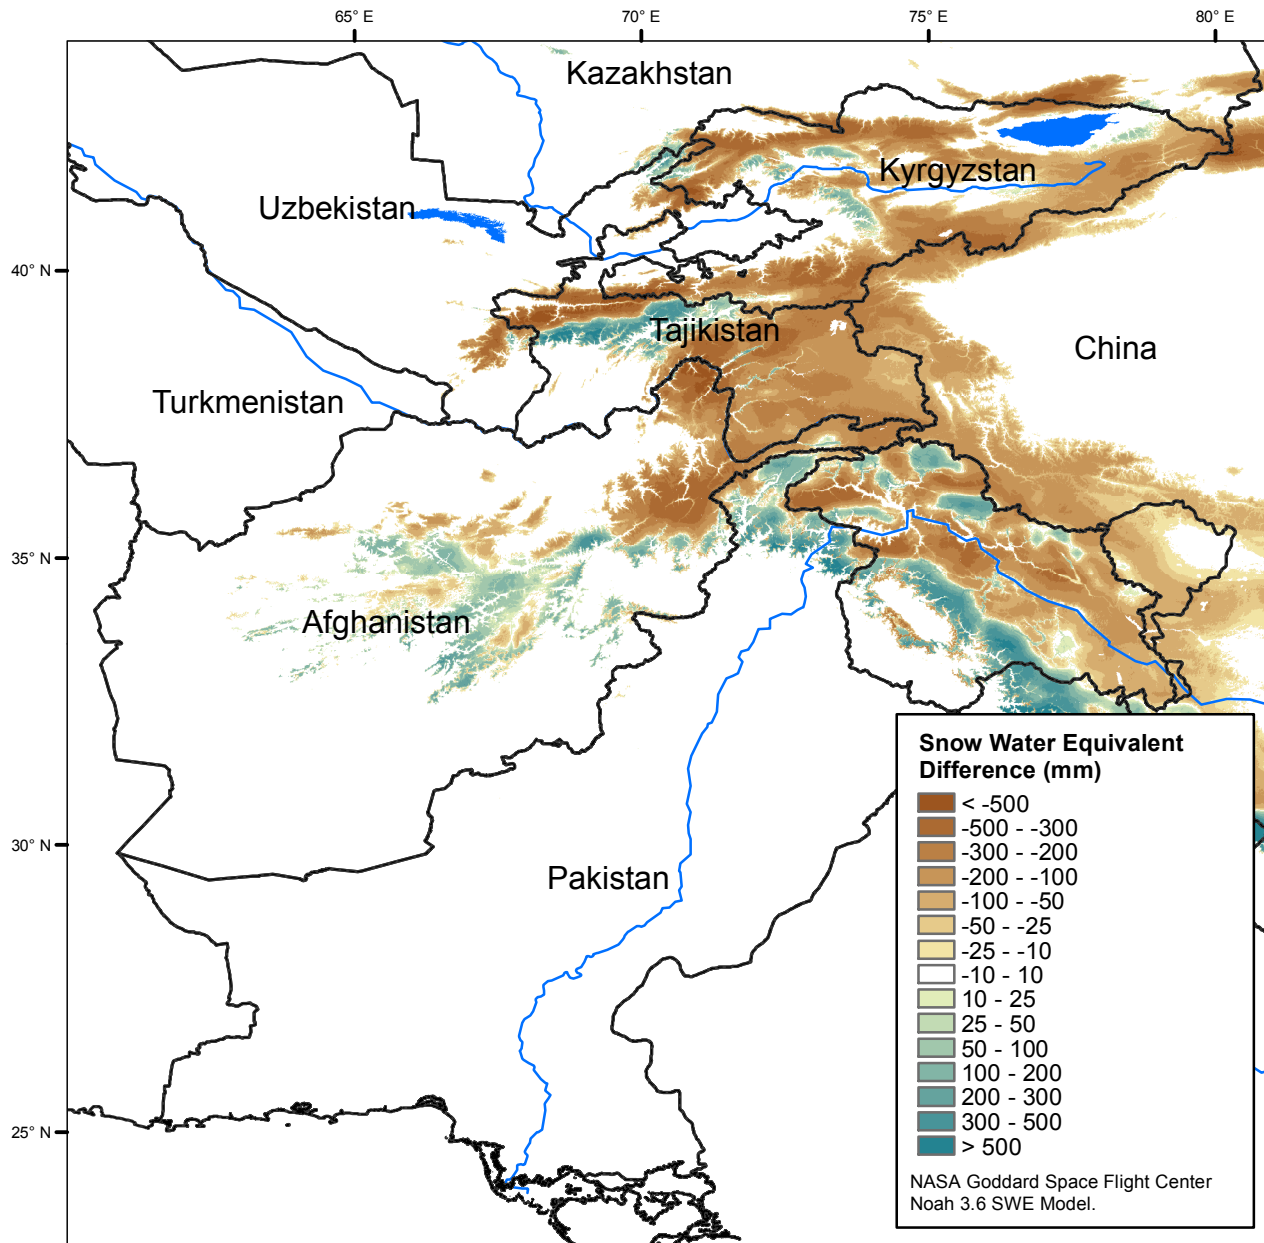 65° E
70° E
75° E
80° E
Kazakhstan
Kyrgyzstan
Uzbekistan
40° N
Tajikistan
China
Turkmenistan
35° N
Afghanistan
30° N
Pakistan
25° N
Snow Water Equivalent
Difference (mm)
< -500
-500 - -300
-300 - -200
-200 - -100
-100 - -50
-50 - -25
-25 - -10
-10 - 10
10 - 25
25 - 50
50 - 100
100 - 200
200 - 300
300 - 500
> 500
NASA Goddard Space Flight Center
Noah 3.6 SWE Model.